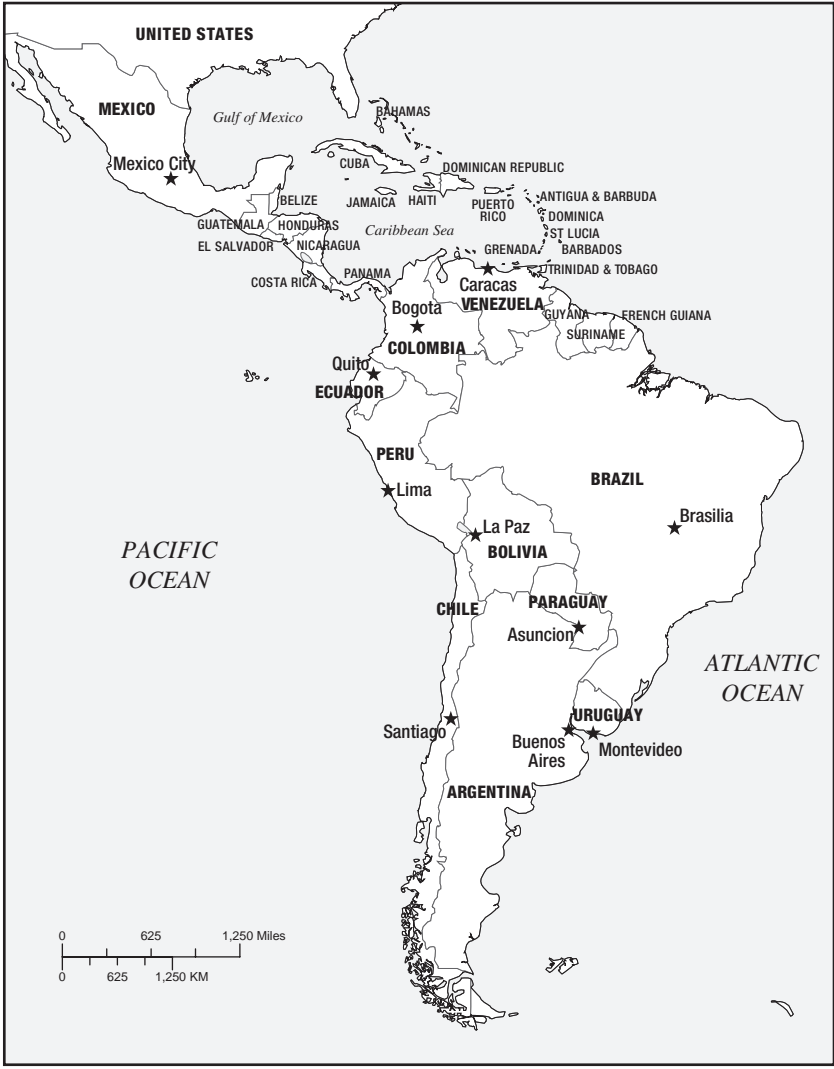 UNITED STATES
MEXICO
Gulf of Mexico
BAHAMAS
Mexico City
CUBA
DOMINICAN REPUBLIC
BELIZE
JAMAICA
HAITI
PUERTO
RICO
ANTIGUA & BARBUDA
DOMINICA
GUATEMALA
HONDURAS
Caribbean Sea
ST LUCIA
EL SALVADOR
NICARAGUA
GRENADA
BARBADOS
COSTA RICA
PANAMA
TRINIDAD & TOBAGO
Caracas
VENEZUELA
Bogota
GUYANA
FRENCH GUIANA
SURINAME
COLOMBIA
Quito
ECUADOR
PERU
BRAZIL
Lima
Brasilia
La Paz
BOLIVIA
PACIFIC
OCEAN
CHILE
PARAGUAY
Asuncion
ATLANTIC
OCEAN
URUGUAY
Santiago
Buenos
Aires
Montevideo
ARGENTINA
0 625 1,250 Miles
0 625 1,250 KM